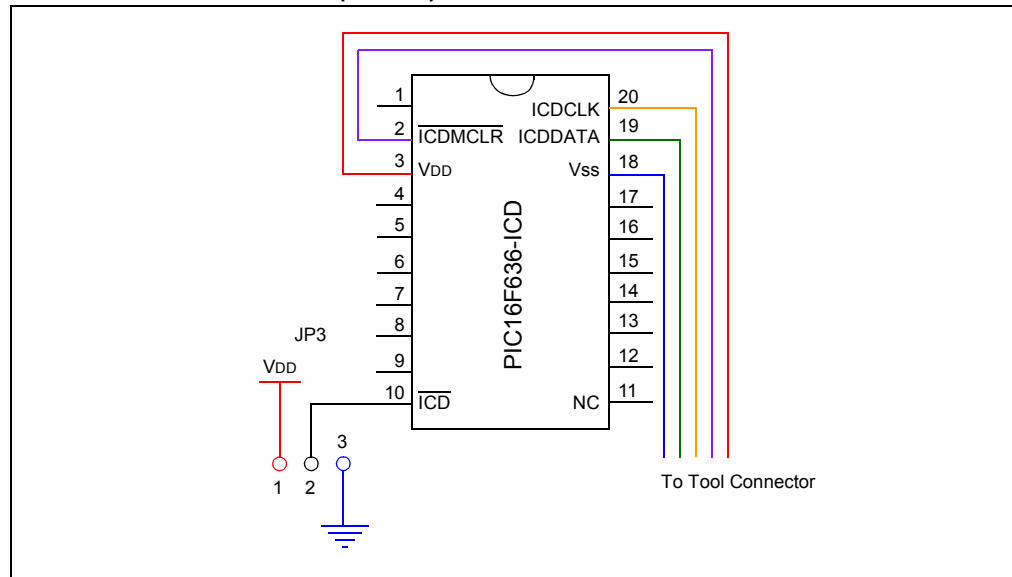 1
2
3
4
5
6
7
8
9
10
ICDMCLR
VDD
ICD
PIC16F636-ICD
ICDCLK
ICDDATA
Vss
NC
20
19
18
17
16
15
14
13
12
11
JP3
VDD
1
2
3
To Tool Connector